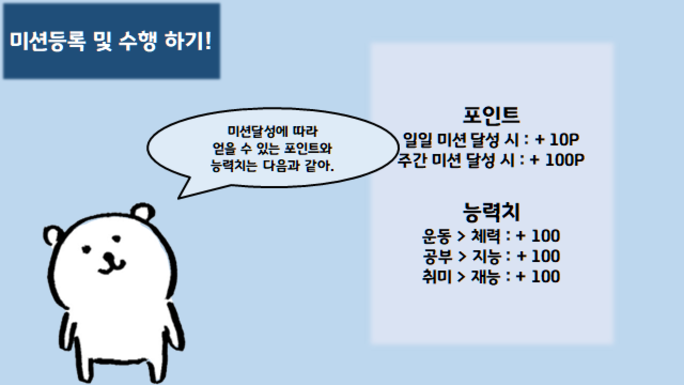 미션등록 및 수행 하기!
미션달성에 따라
얻을 수 있는 포인트와
능력치는 다음과 같아.
포인트
일일 미션 달성 시 : + 10P
주간 미션 달성 시 : + 100P
능력치
운동 > 체력 : + 100
공부 > 지능 : + 100
취미 > 재능 : + 100